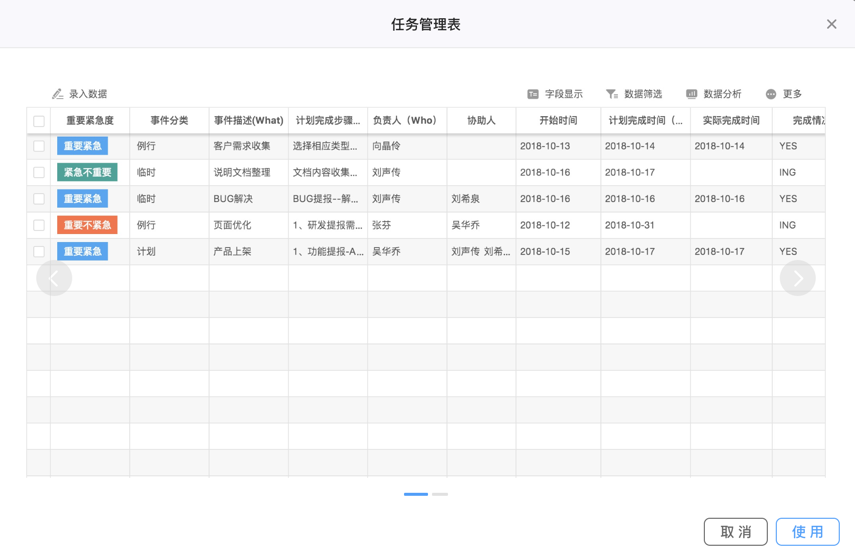 任务管理表
录入数据 字段显示 数据筛选 数据分析 更多
重要紧急度 事件分类 事件描述(What) 计划完成步骤... 负责人（Who） 协助人 开始时间 计划完成时间（... 实际完成时间 完成情
重要紧急 例行 客户需求收集 选择相应类型... 向晶伶 2018-10-13 2018-10-14 2018-10-14 YES
紧急不重要 临时 说明文档整理 文档内容收集... 刘声传 2018-10-16 2018-10-17 ING
重要紧急 临时 BUG解决 BUG提报--解... 刘声传 刘希泉 2018-10-16 2018-10-16 2018-10-16 YES
重要不紧急 例行 页面优化 1、研发提报需... 张芬 吴华乔 2018-10-12 2018-10-31 ING
重要紧急 计划 产品上架 1、功能提报-A... 吴华乔 刘声传 刘希... 2018-10-15 2018-10-17 2018-10-17 YES
取消 使用